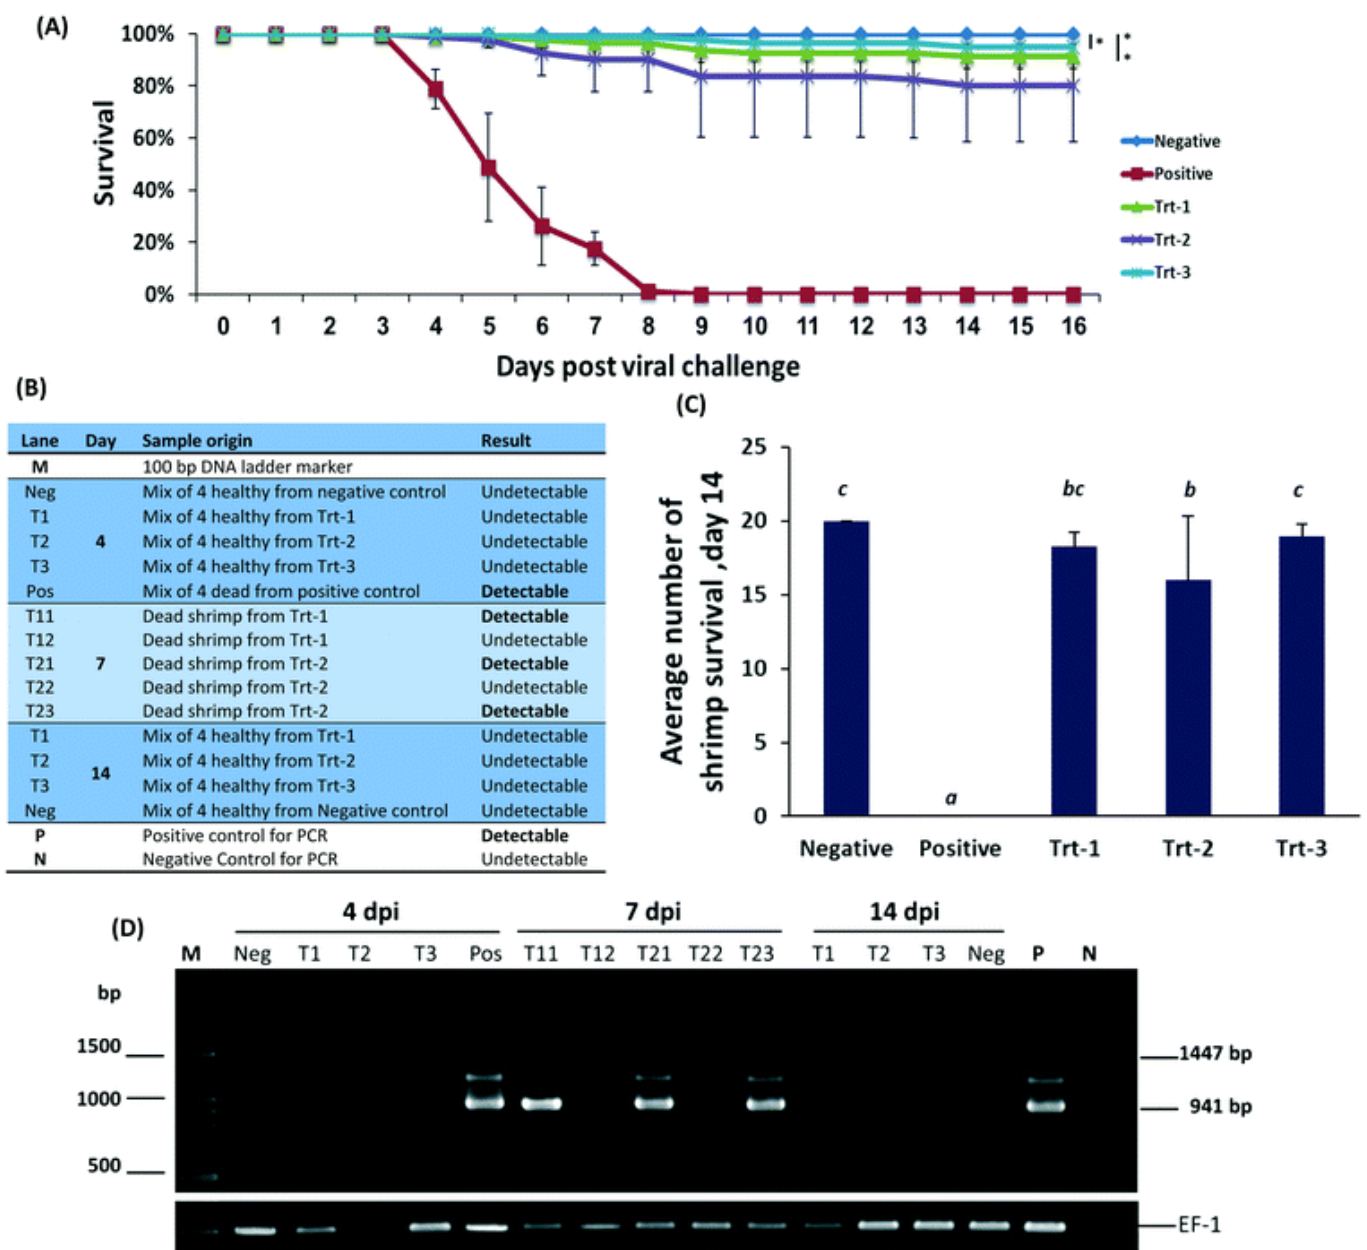 (A)
100%
80%
60%
40%
20%
0%
Survival
0 1 2 3 4 5 6 7 8 9 10 11 12 13 14 15 16
Days post viral challenge
* **
Negative
Positive
Trt-1
Trt-2
Trt-3
(B)
Lane Day Sample origin Result
M 100 bp DNA ladder marker
Neg Mix of 4 healthy from negative control Undetectable
T1 Mix of 4 healthy from Trt-1 Undetectable
T2 4 Mix of 4 healthy from Trt-2 Undetectable
T3 Mix of 4 healthy from Trt-3 Undetectable
Pos Mix of 4 dead from positive control Detectable
T11 Dead shrimp from Trt-1 Detectable
T12 Dead shrimp from Trt-1 Undetectable
T21 7 Dead shrimp from Trt-2 Detectable
T22 Dead shrimp from Trt-2 Undetectable
T23 Dead shrimp from Trt-2 Detectable
T1 Mix of 4 healthy from Trt-1 Undetectable
T2 14 Mix of 4 healthy from Trt-2 Undetectable
T3 Mix of 4 healthy from Trt-3 Undetectable
Neg Mix of 4 healthy from Negative control Undetectable
P Positive control for PCR Detectable
N Negative Control for PCR Undetectable
(C)
Average number of
shrimp survival ,day 14
25
20
15
10
5
0
c a bc b c
Negative Positive Trt-1 Trt-2 Trt-3
(D)
4 dpi 7 dpi 14 dpi
M Neg T1 T2 T3 Pos T11 T12 T21 T22 T23 T1 T2 T3 Neg P N
bp
1500
1000
500
1447 bp
941 bp
EF-1